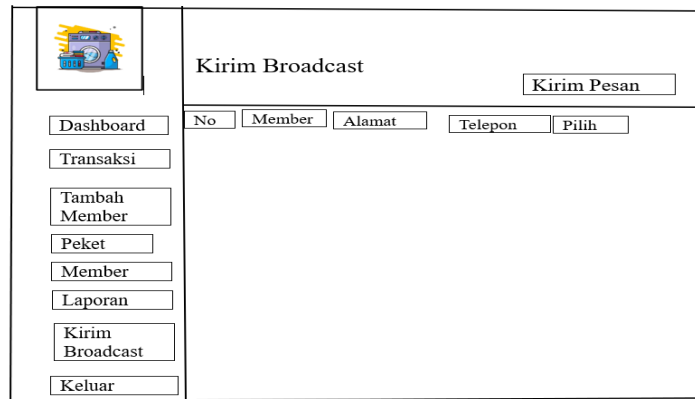 Kirim Broadcast
Kirim Pesan
No Member Alamat Telepon Pilih
Dashboard
Transaksi
Tambah
Member
Peket
Member
Laporan
Kirim
Broadcast
Keluar